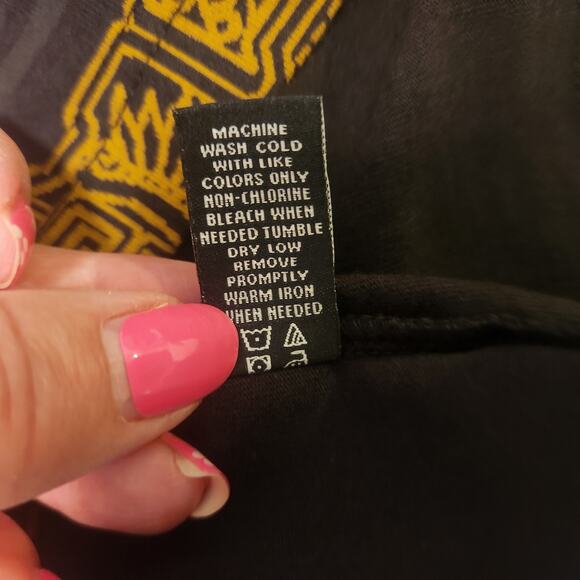 MACHINE
WASH COLD
WITH LIKE
COLORS ONLY
NON-CHLORINE
BLEACH WHEN
NEEDED TUMBLE
DRY LOW
REMOVE
PROMPTLY
WARM IRON
WHEN NEEDED